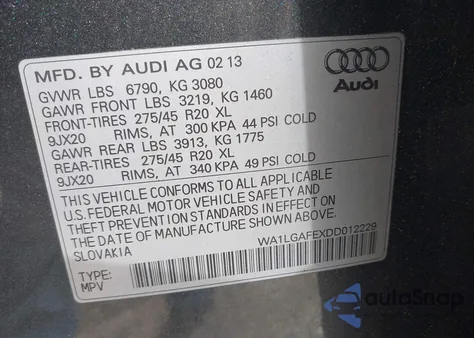 MFD. BY AUDI AG 02 13
GVWR LBS 6790, KG 3080
GAWR FRONT LBS 3219, KG 1460
FRONT-TIRES 275/45 R20 XL
9JX20 RIMS, AT 300 KPA 44 PSI COLD
GAWR REAR LBS 3913, KG 1775
REAR-TIRES 275/45 R20 XL
9JX20 RIMS, AT 340 KPA 49 PSI COLD
THIS VEHICLE CONFORMS TO ALL APPLICABLE
U.S. FEDERAL MOTOR VEHICLE SAFETY AND
THEFT PREVENTION STANDARDS IN EFFECT ON
THE DATE OF MANUFACTURE SHOWN ABOVE.
SLOVAKIA
WA1LGAFEXDD012229
TYPE:
MPV
Audi
autoSnap